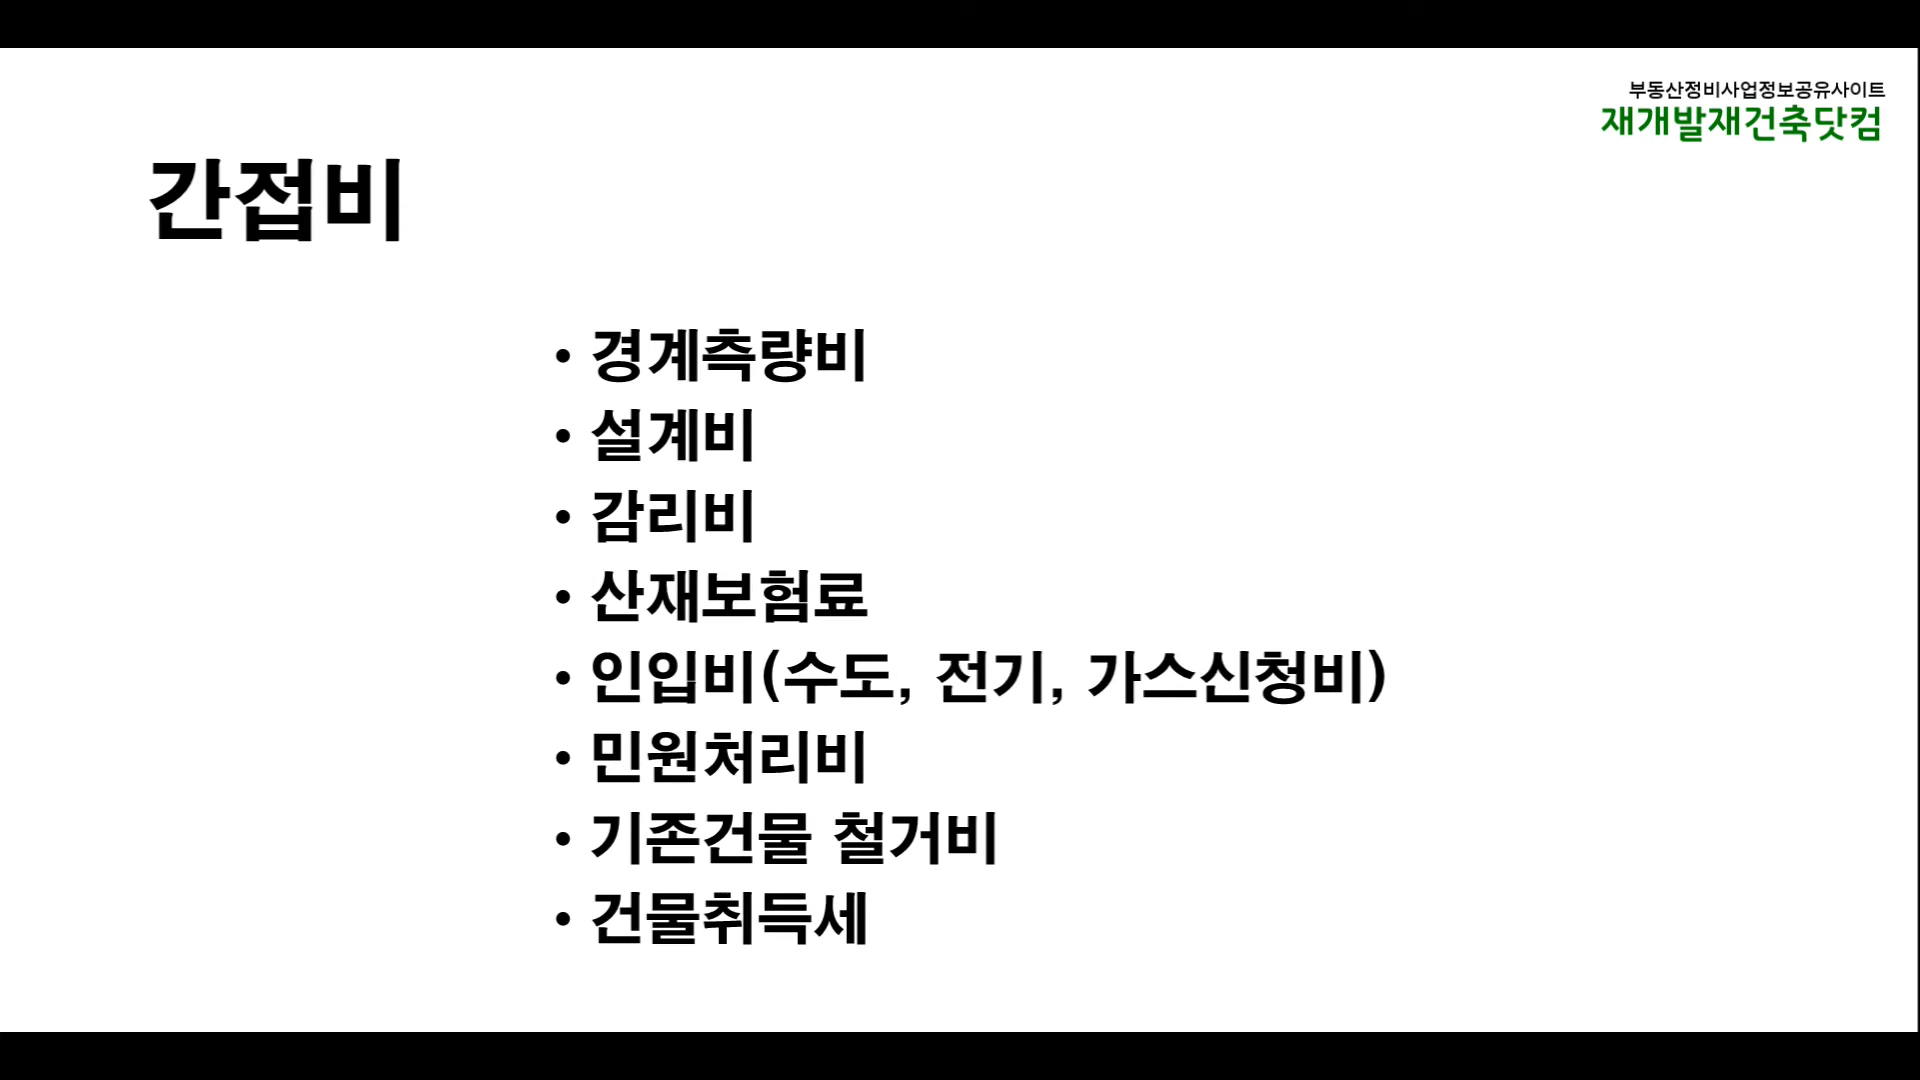 부동산정비사업정보공유사이트
재개발재건축닷컴
간접비
• 경계측량비
• 설계비
• 감리비
• 산재보험료
• 인입비(수도, 전기, 가스신청비)
• 민원처리비
• 기존건물 철거비
• 건물취득세